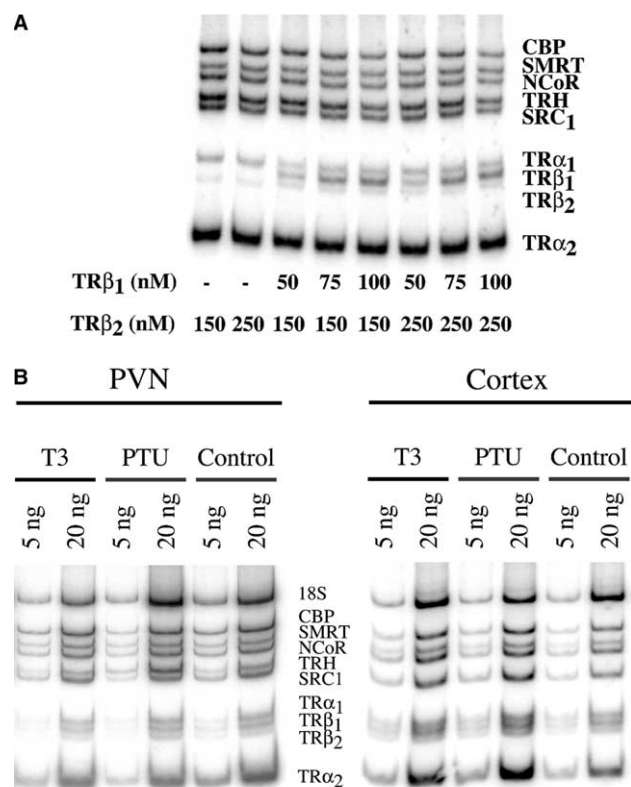 A
CBP
SMRT
NCoR
TRH
SRC1
TRα1
TRβ1
TRβ2
TRα2
TRβ1 (nM) - - 50 75 100 50 75 100
TRβ2 (nM) 150 250 150 150 150 250 250 250
B
PVN Cortex
T3 PTU Control T3 PTU Control
5 ng 20 ng 5 ng 20 ng 5 ng 20 ng 5 ng 20 ng 5 ng 20 ng 5 ng 20 ng
18S
CBP
SMRT
NCoR
TRH
SRC1
TRα1
TRβ1
TRβ2
TRα2